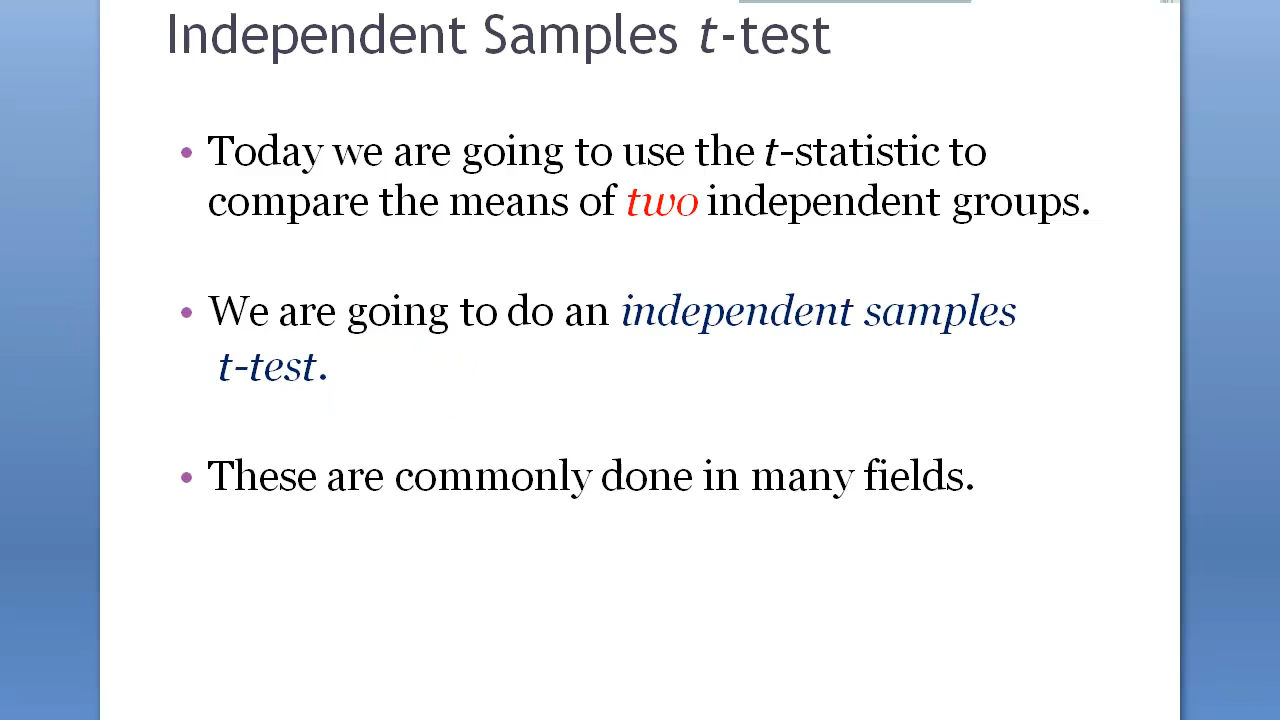 Independent Samples t-test
• Today we are going to use the t-statistic to
compare the means of two independent groups.
• We are going to do an independent samples
t-test.
• These are commonly done in many fields.